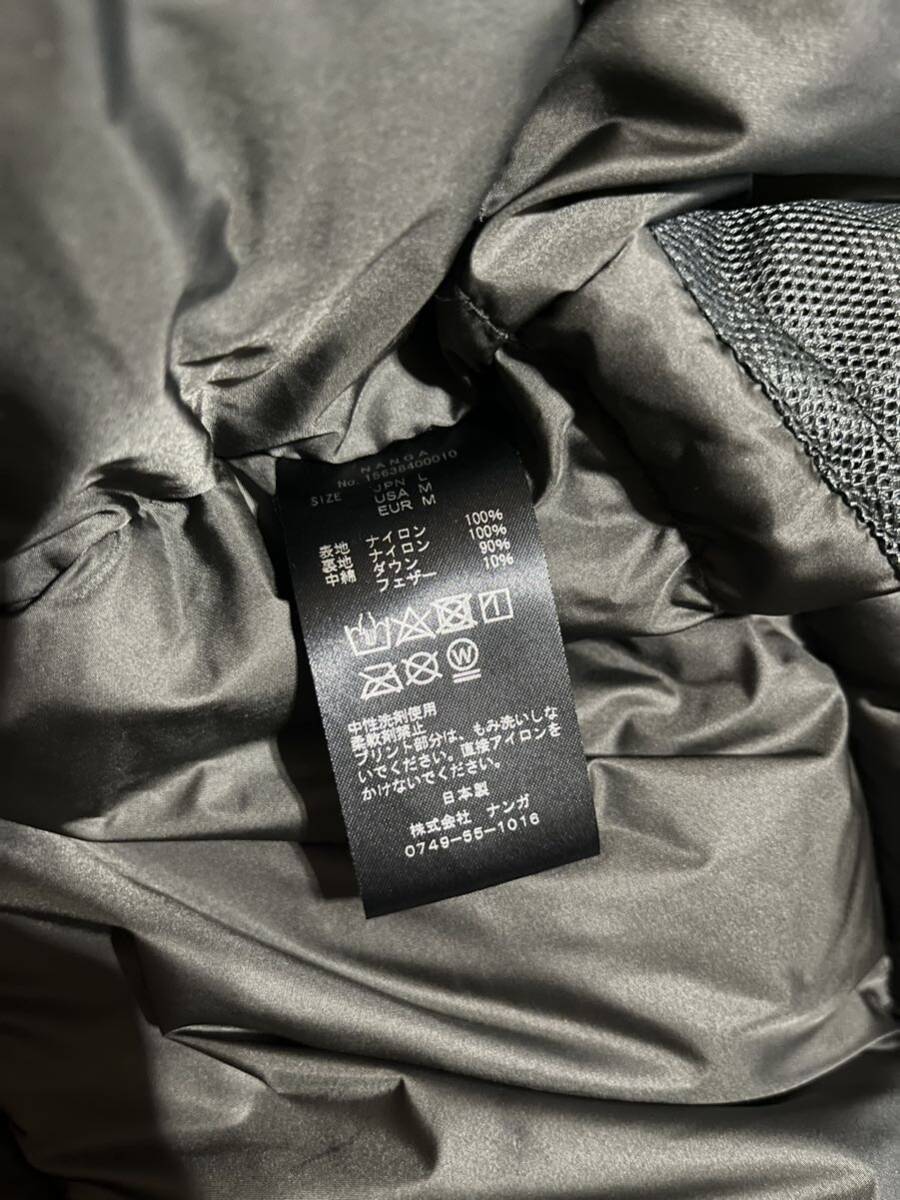 NANGA
No. 15638400010
SIZE JPN L
USA M
EUR M
表地 ナイロン 100%
裏地 ナイロン 100%
中綿 ダウン 90%
フェザー 10%
W
中性洗剤使用
柔軟剤禁止
プリント部分は、もみ洗いしな
いでください。直接アイロンを
かけないでください。
日本製
株式会社 ナンガ
0749-55-1016